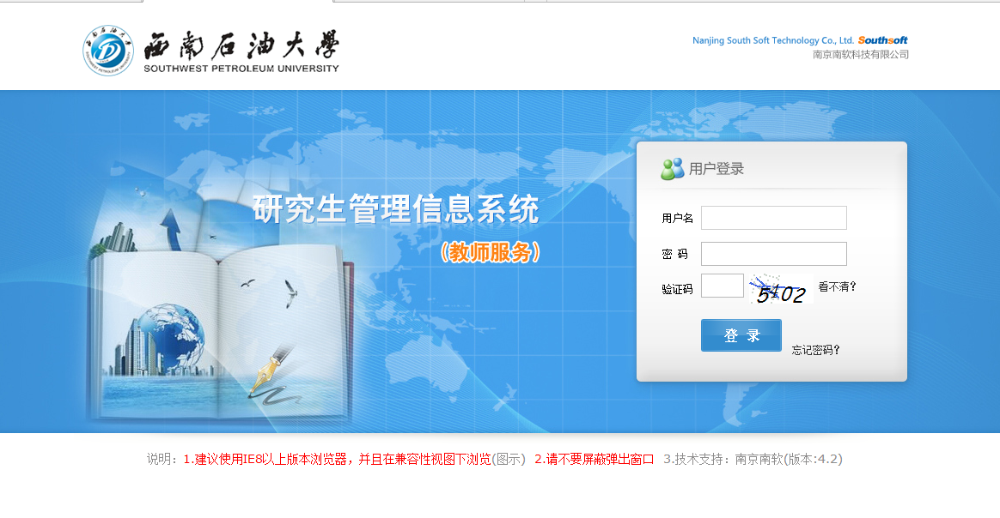 西南石油大學
SOUTHWEST PETROLEUM UNIVERSITY
Nanjing South Soft Technology Co., Ltd. Southsoft
南京南软科技有限公司
研究生管理信息系统
(教师服务)
用户登录
用户名
密 码
验证码 5402 看不清?
登 录
忘记密码?
说明: 1.建议使用IE8以上版本浏览器，并且在兼容性视图下浏览(图示) 2.请不要屏蔽弹出窗口 3.技术支持：南京南软(版本:4.2)